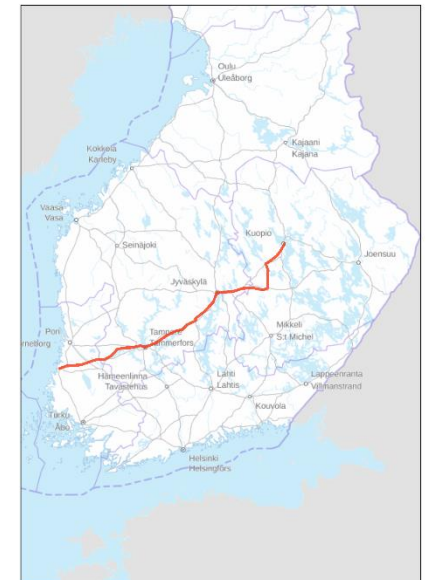 Oulu
Uleåborg
Kajaani
Kajana
Kokkola
Karleby
Vaasa
Vasa
Seinäjoki
Kuopio
Joensuu
Jyväskylä
Pori
rneborg
Tampere
Tammerfors
Mikkeli
S:t Michel
Hämeenlinna
Tavastehus
Lahti
Lahtis
Lappeenranta
Villmanstrand
Kouvola
Turku
Åbo
Helsinki
Helsingfors